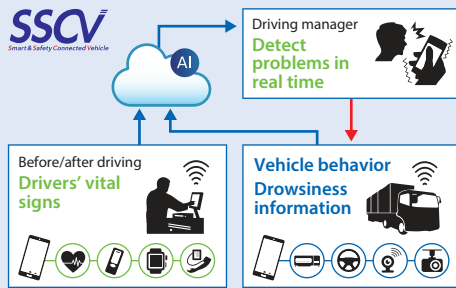 SSCV
Smart & Safety Connected Vehicle
AI
Driving manager
Detect
problems in
real time
Before/after driving
Drivers' vital
signs
Vehicle behavior
Drowsiness
information